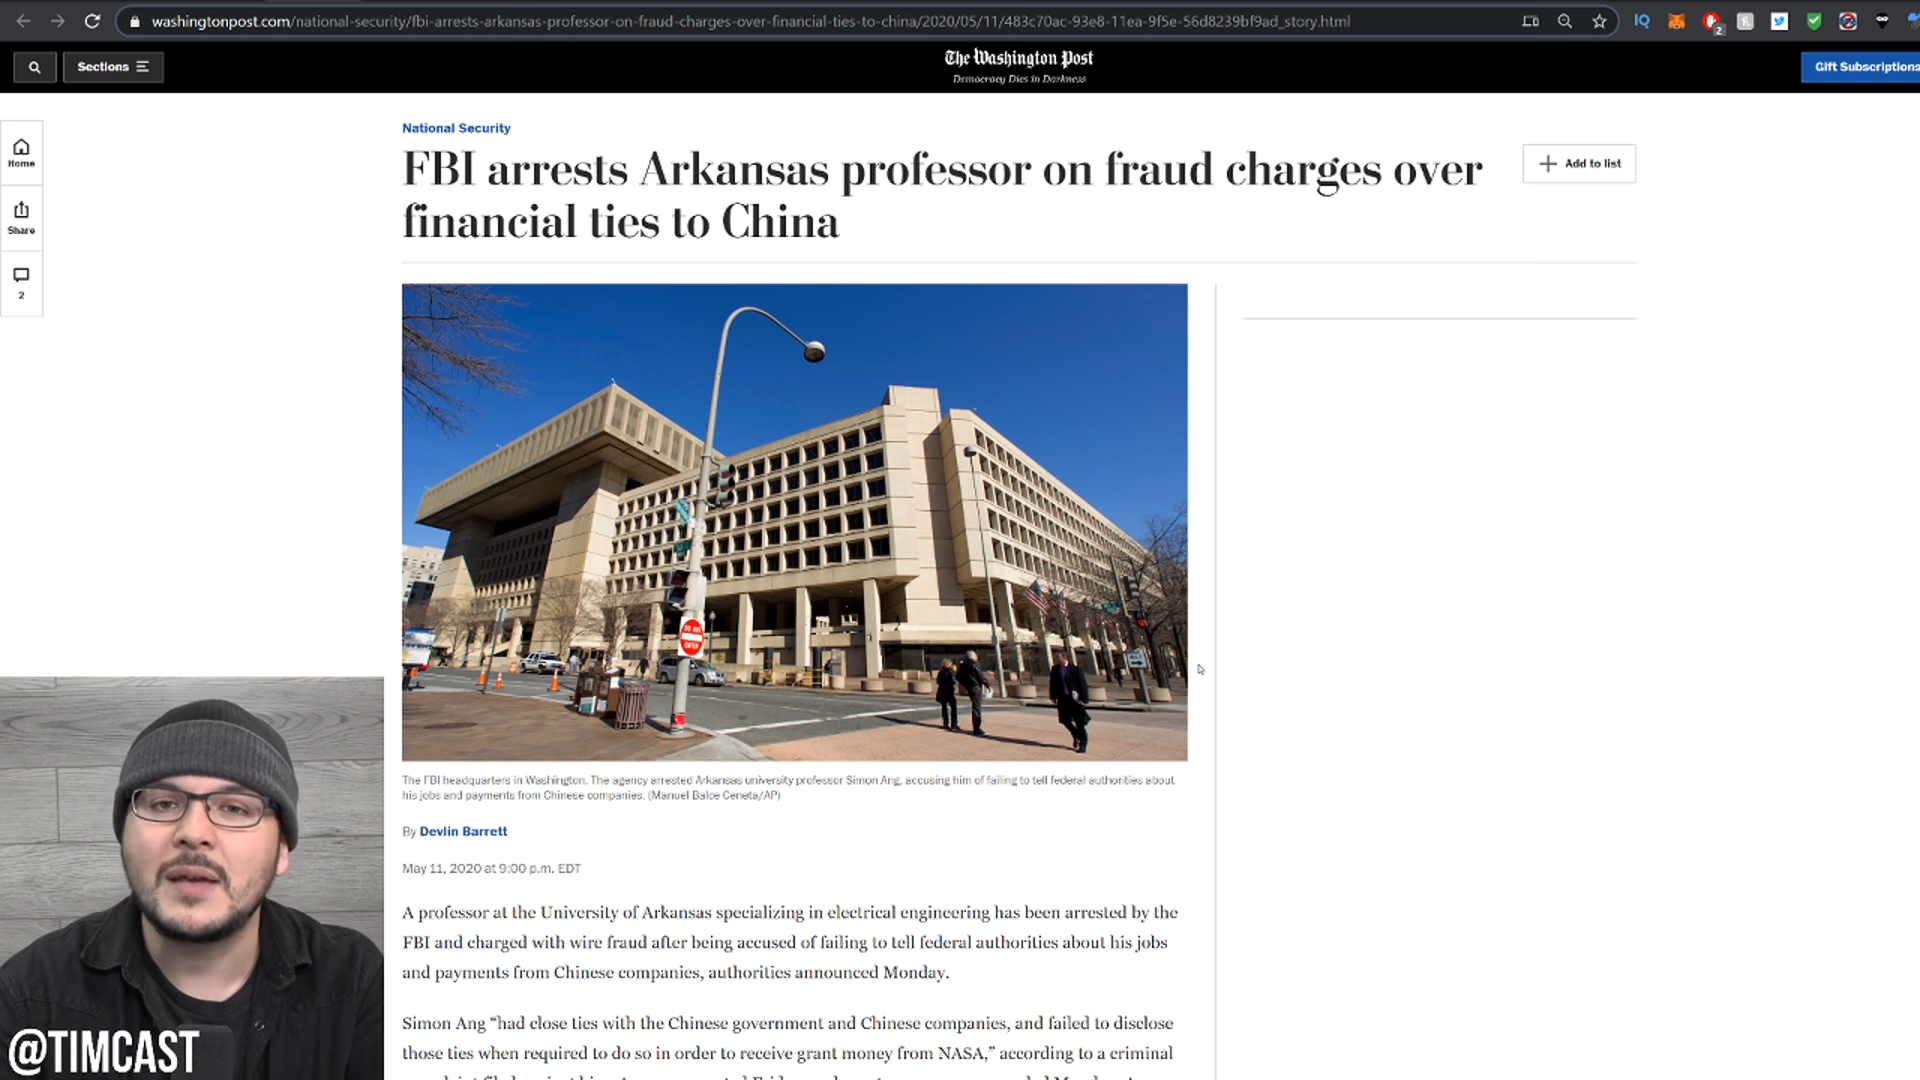 washingtonpost.com/national-security/fbi-arrests-arkansas-professor-on-fraud-charges-over-financial-ties-to-china/2020/05/11/483c70ac-93e8-11ea-9f5e-56d8239bf9ad_story.html
IQ
2
Sections
The Washington Post
Democracy Dies in Darkness
Gift Subscriptions
Home
Share
2
National Security
FBI arrests Arkansas professor on fraud charges over
financial ties to China
Add to list
DO NOT
ENTER
The FBI headquarters in Washington. The agency arrested Arkansas university professor Simon Ang, accusing him of failing to tell federal authorities about
his jobs and payments from Chinese companies. (Manuel Balce Ceneta/AP)
By Devlin Barrett
May 11, 2020 at 9:00 p.m. EDT
A professor at the University of Arkansas specializing in electrical engineering has been arrested by the
FBI and charged with wire fraud after being accused of failing to tell federal authorities about his jobs
and payments from Chinese companies, authorities announced Monday.
Simon Ang “had close ties with the Chinese government and Chinese companies, and failed to disclose
those ties when required to do so in order to receive grant money from NASA,” according to a criminal
@TIMCAST